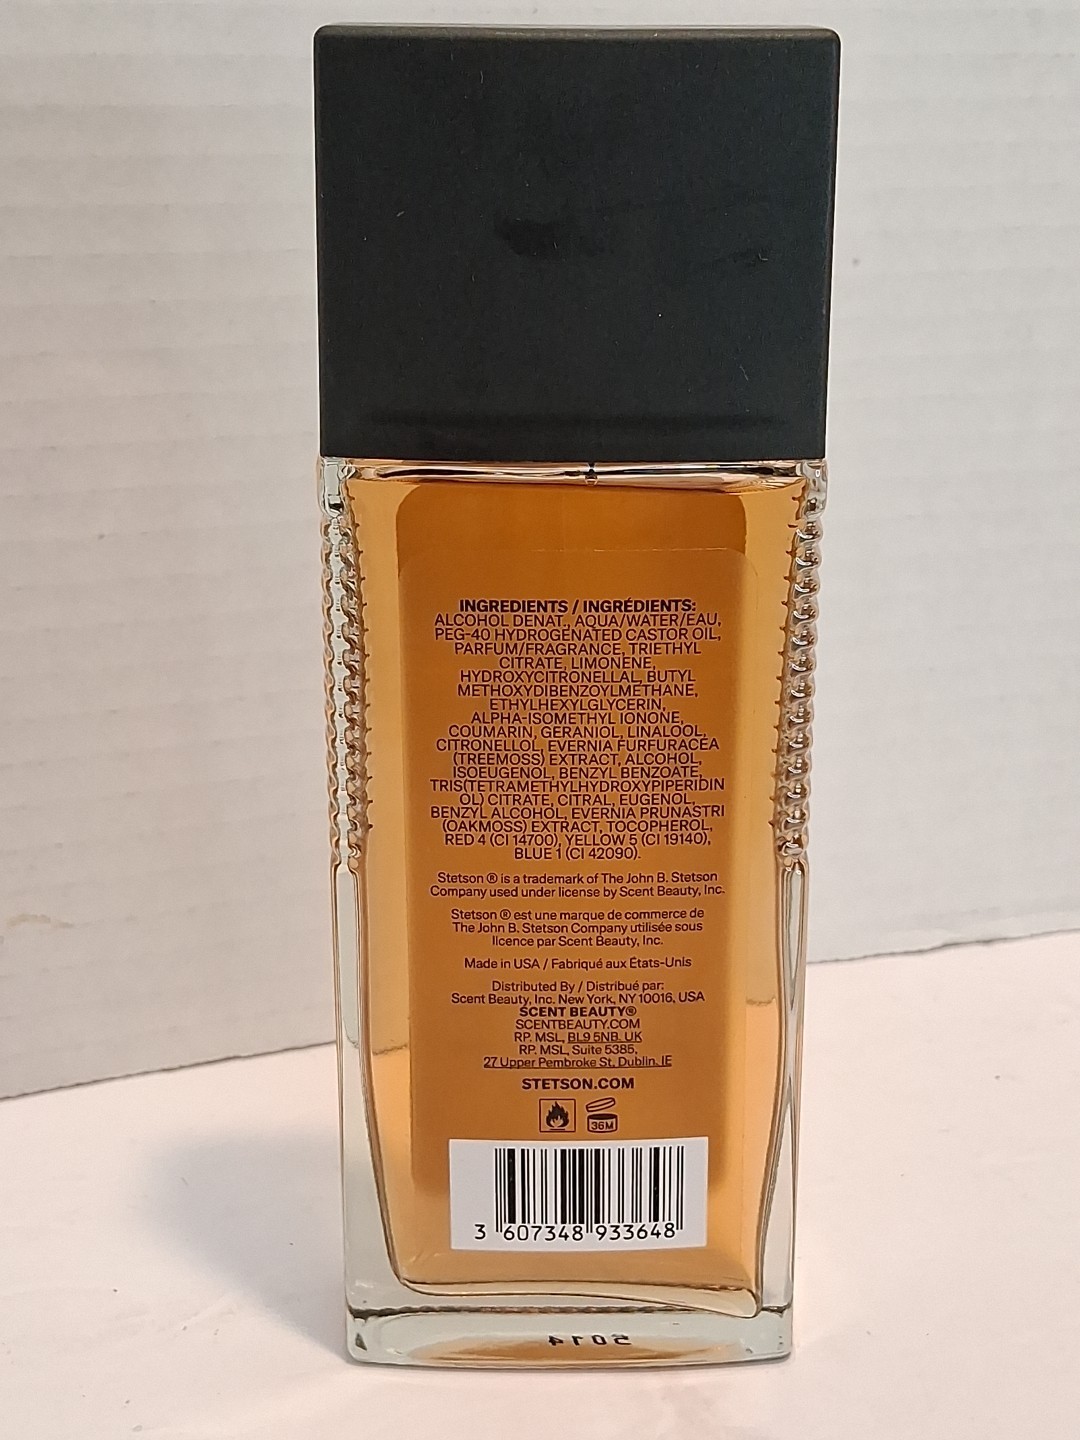 INGREDIENTS / INGRÉDIENTS:
ALCOHOL DENAT., AQUA/WATER/EAU,
PEG-40 HYDROGENATED CASTOR OIL,
PARFUM/FRAGRANCE, TRIETHYL
CITRATE, LIMONENE,
HYDROXYCITRONELLAL, BUTYL
METHOXYDIBENZOYLMETHANE,
ETHYLHEXYLGLYCERIN,
ALPHA-ISOMETHYL IONONE,
COUMARIN, GERANIOL, LINALOOL,
CITRONELLOL, EVERNIA FURFURACEA
(TREEMOSS) EXTRACT, ALCOHOL,
ISOEUGENOL, BENZYL BENZOATE,
TRIS(TETRAMETHYLHYDROXYPIPERIDIN
OL) CITRATE, CITRAL, EUGENOL,
BENZYL ALCOHOL, EVERNIA PRUNASTRI
(OAKMOSS) EXTRACT, TOCOPHEROL,
RED 4 (CI 14700), YELLOW 5 (CI 19140),
BLUE 1 (CI 42090).
Stetson ® is a trademark of The John B. Stetson
Company used under license by Scent Beauty, Inc.
Stetson ® est une marque de commerce de
The John B. Stetson Company utilisée sous
licence par Scent Beauty, Inc.
Made in USA / Fabriqué aux États-Unis
Distributed By / Distribué par:
Scent Beauty, Inc. New York, NY 10016, USA
SCENT BEAUTY®
SCENTBEAUTY.COM
RP. MSL, BL9 5NB. UK
RP. MSL, Suite 5385,
27 Upper Pembroke St, Dublin, IE
STETSON.COM
36M
3 607348 933648
5014